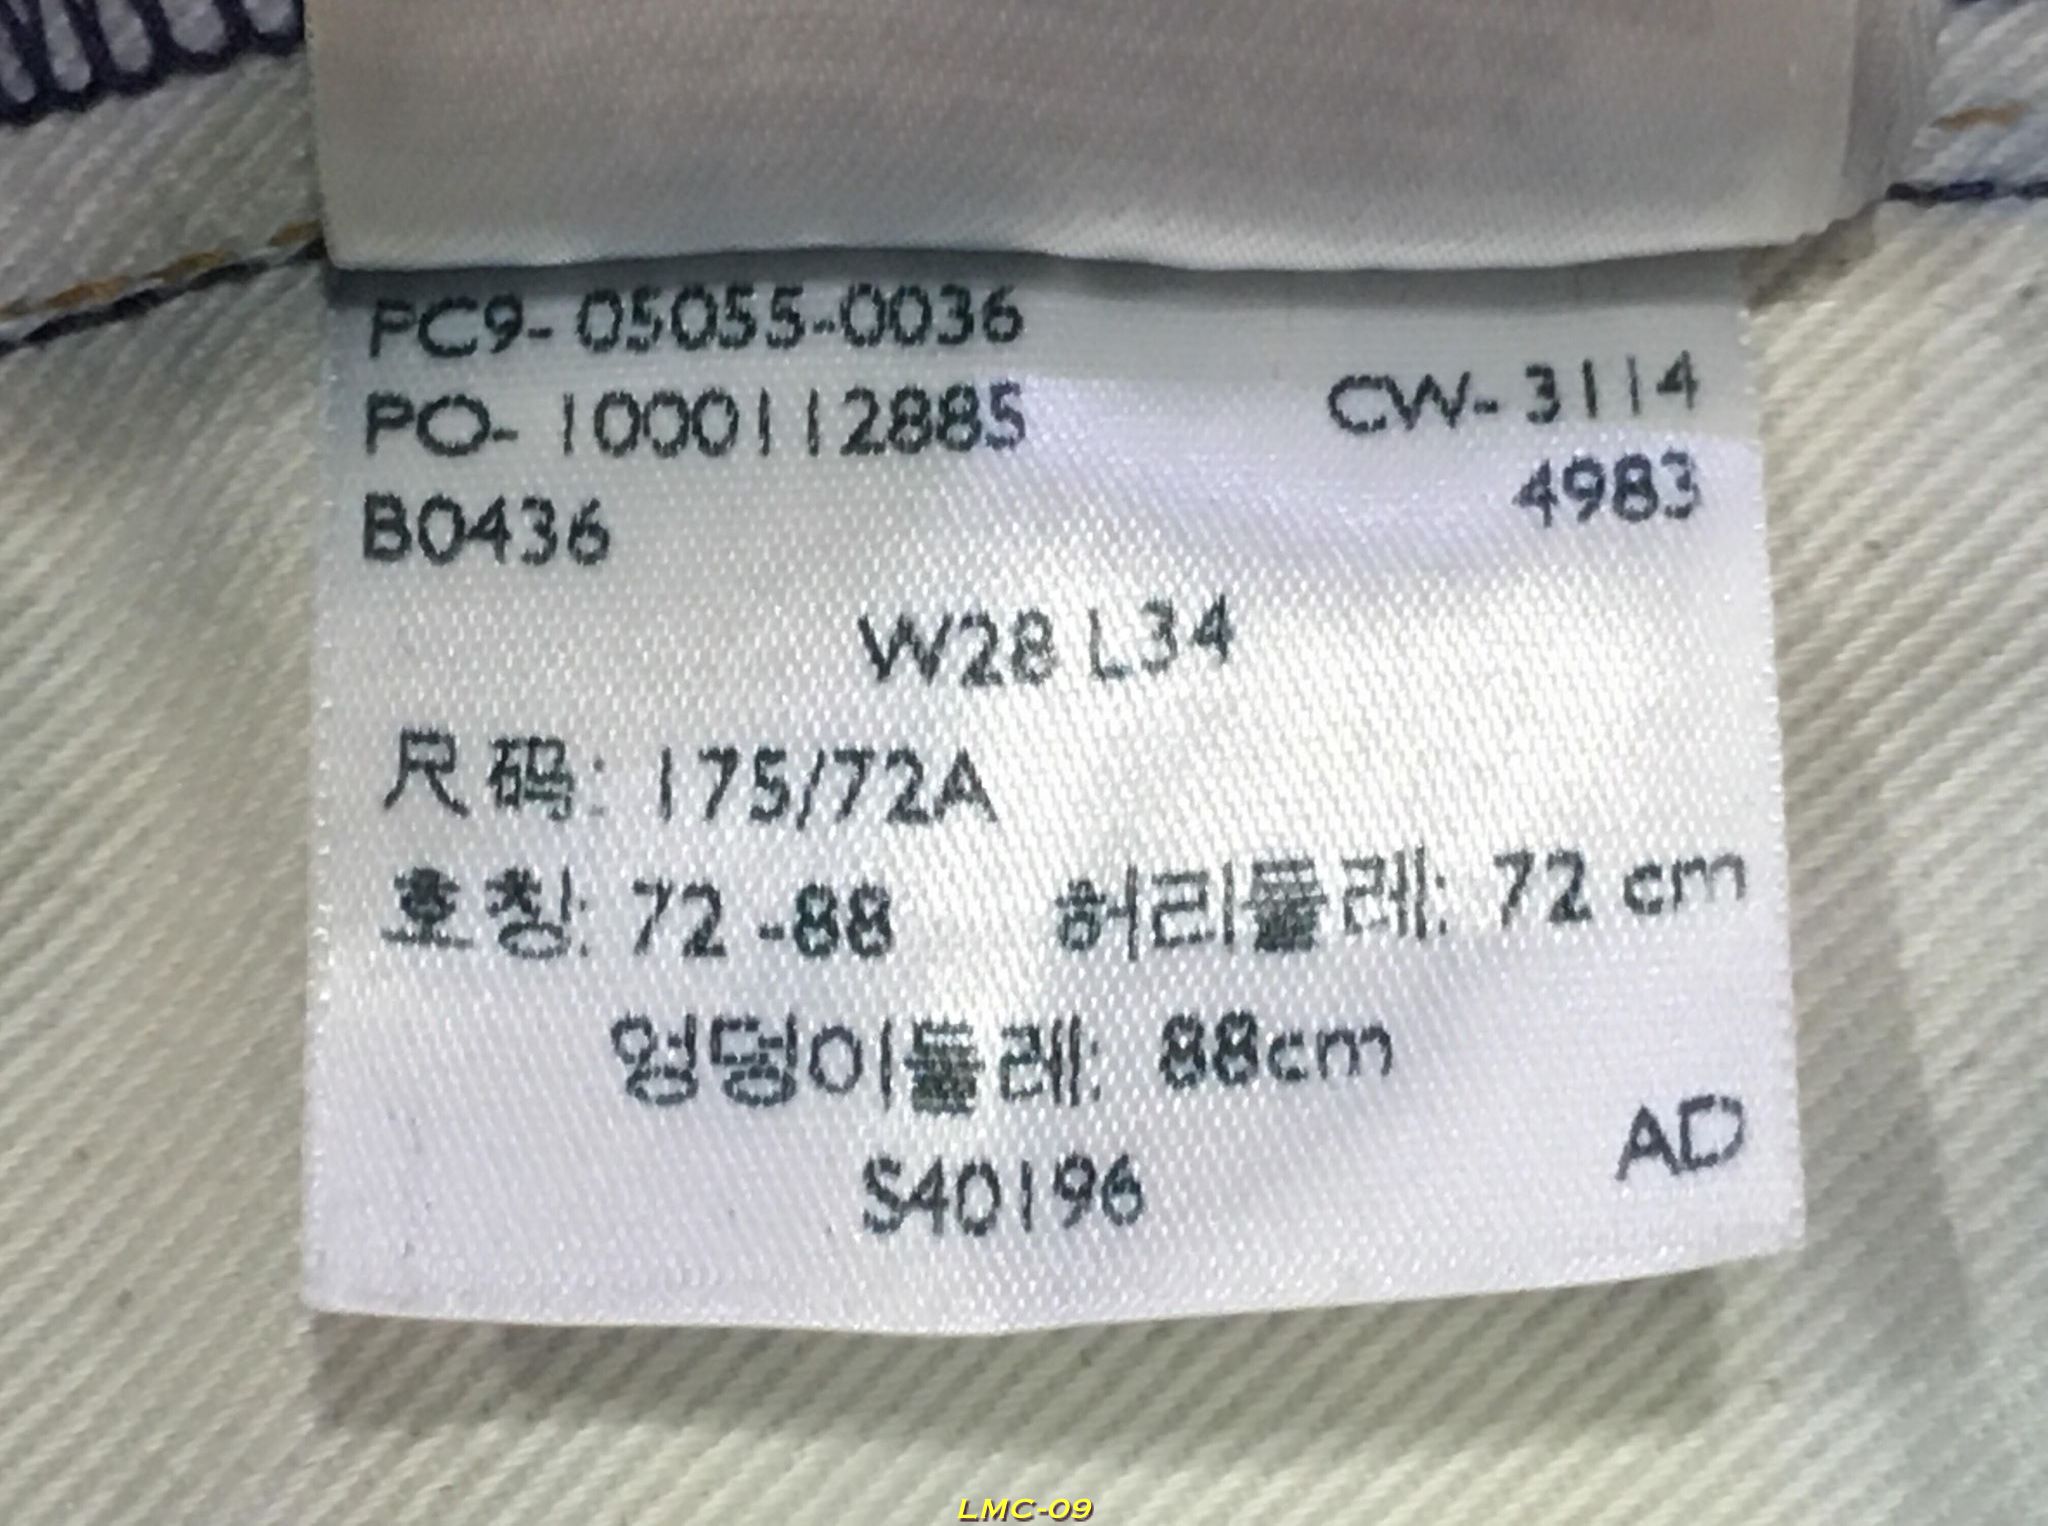 PC9- 05055-0036
PO- 1000112885 CW- 3114
B0436 4983
W28 L34
尺码: 175/72A
호칭: 72 -88 허리둘레: 72 cm
엉덩이둘레: 88cm
AD
S40196
LMC-09